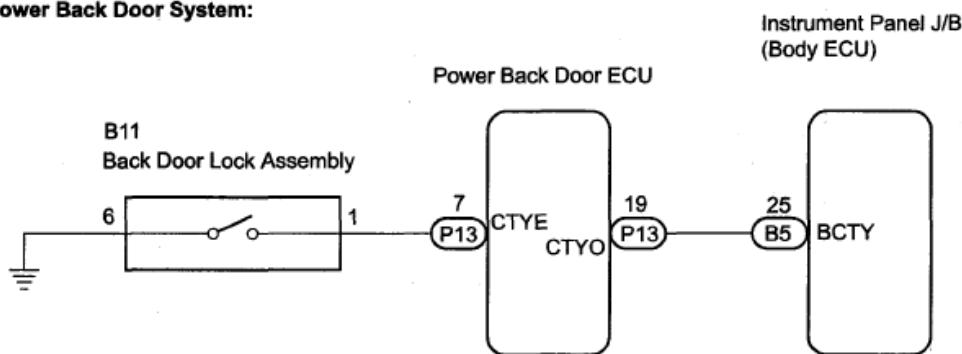 ower Back Door System:
Instrument Panel J/B
(Body ECU)
Power Back Door ECU
B11
Back Door Lock Assembly
6
1
7
P13
CTYE
CTYO
19
P13
25
B5
BCTY